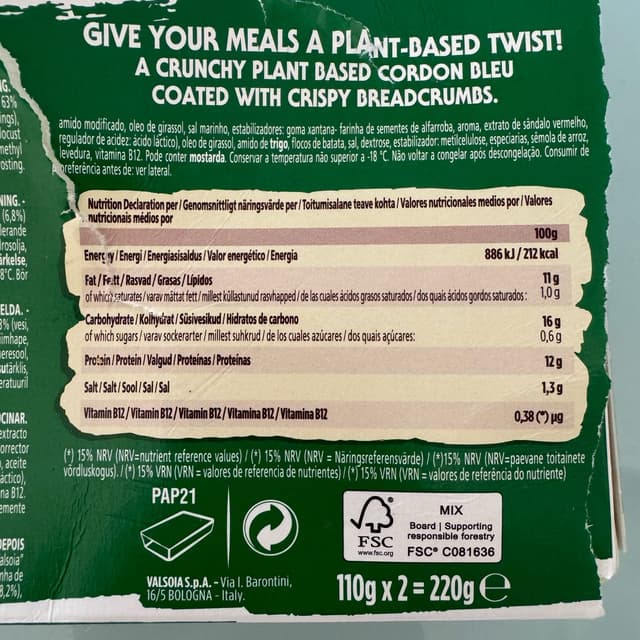 GIVE YOUR MEALS A PLANT-BASED TWIST!
A CRUNCHY PLANT BASED CORDON BLEU
COATED WITH CRISPY BREADCRUMBS.
amido modificado, oleo de girassol, sal marinho, estabilizadores: goma xantana- farinha de sementes de alfarroba, aroma, extrato de sândalo vermelho,
regulador de acidez: ácido láctico), oleo de girassol, amido de trigo, flocos de batata, sal, dextrose, estabilizador: metilcelulose, especiarias, sêmola de arroz,
levedura, vitamina B12. Pode conter mostarda. Conservar a temperatura não superior a -18 °C. Não voltar a congelar após descongelação. Consumir de
preferência antes de: ver lateral.
Nutrition Declaration per / Genomsnittligt näringsvärde per / Toitumisalane teave kohta / Valores nutricionales medios por / Valores
nutricionais médios por
100g
Energy / Energi / Energiasisaldus / Valor energético / Energia 886 kJ / 212 kcal
Fat / Fett / Rasvad / Grasas / Lípidos 11 g
of which saturates / varav mättat fett / millest küllastunud rasvhapped / de las cuales ácidos grasos saturados / dos quais ácidos gordos saturados : 1,0 g
Carbohydrate / Kolhydrat / Süsivesikud / Hidratos de carbono 16 g
of which sugars / varav sockerarter / millest suhkrud / de los cuales azúcares / dos quais açúcares: 0,6 g
Protein / Protein / Valgud / Proteínas / Proteínas 12 g
Salt / Salt / Sool / Sal / Sal 1,3 g
Vitamin B12 / Vitamin B12 / Vitamin B12 / Vitamina B12 / Vitamina B12 0,38 (*) µg
(*) 15% NRV (NRV=nutrient reference values) / (*) 15% NRV (NRV = Näringsreferensvärde) / (*)15% NRV (NRV=paevane toitainete
võrdluskogus). / (*) 15% VRN (VRN = valores de referencia de nutrientes) / (*) 15% VRN (VRN = valores de referência do nutriente)
PAP21
VALSOIA S.p.A. - Via I. Barontini,
16/5 BOLOGNA - Italy.
FSC
www.fsc.org
MIX
Board | Supporting
responsible forestry
FSC® C081636
110g x 2 = 220g e